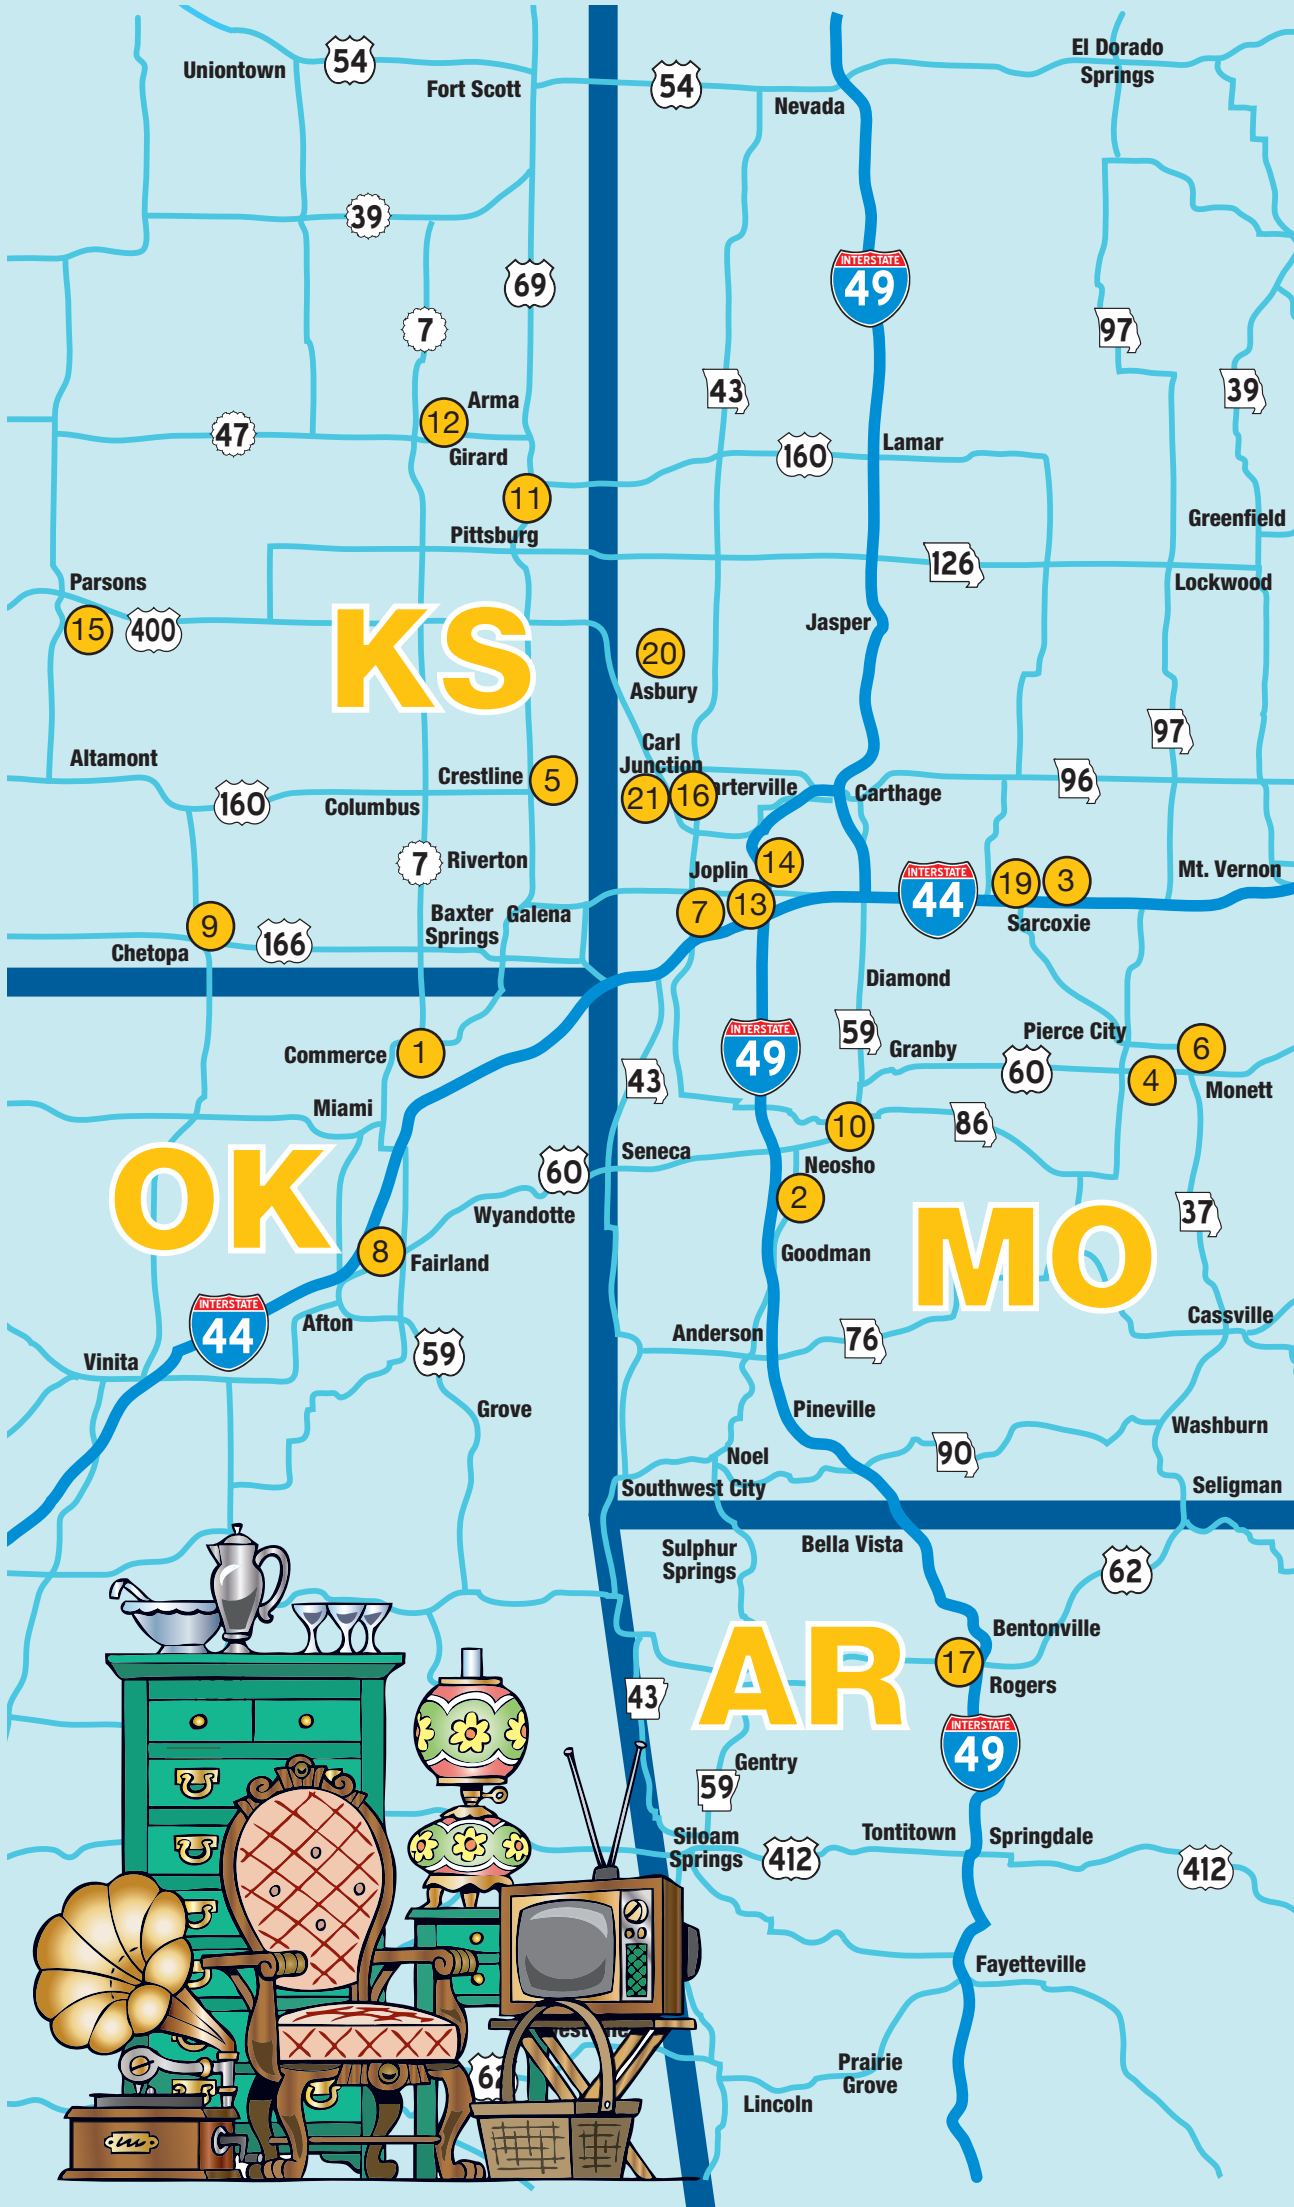 Uniontown
54
Fort Scott
54
Nevada
El Dorado
Springs
39
69
INTERSTATE
49
7
97
43
39
Arma
12
47
Girard
160
Lamar
11
Pittsburg
Greenfield
126
Lockwood
Parsons
15
400
KS
Jasper
20
Asbury
97
Altamont
Carl
Junction
Crestline
5
21
16
rterville
Carthage
96
160
Columbus
7
Riverton
Joplin
14
Mt. Vernon
INTERSTATE
44
19
3
7
13
Sarcoxie
9
Baxter
Springs
Galena
Chetopa
166
Diamond
Commerce
1
INTERSTATE
49
59
Granby
Pierce City
6
60
4
Monett
43
Miami
10
86
Seneca
Neosho
OK
60
Wyandotte
2
MO
37
8
Fairland
Goodman
INTERSTATE
44
Afton
59
Anderson
76
Cassville
Vinita
Grove
Pineville
Washburn
Noel
90
Southwest City
Seligman
Sulphur
Springs
Bella Vista
62
Bentonville
17
Rogers
AR
43
INTERSTATE
49
Gentry
59
Siloam
Springs
412
Tontitown
Springdale
412
Fayetteville
62
Prairie
Grove
Lincoln